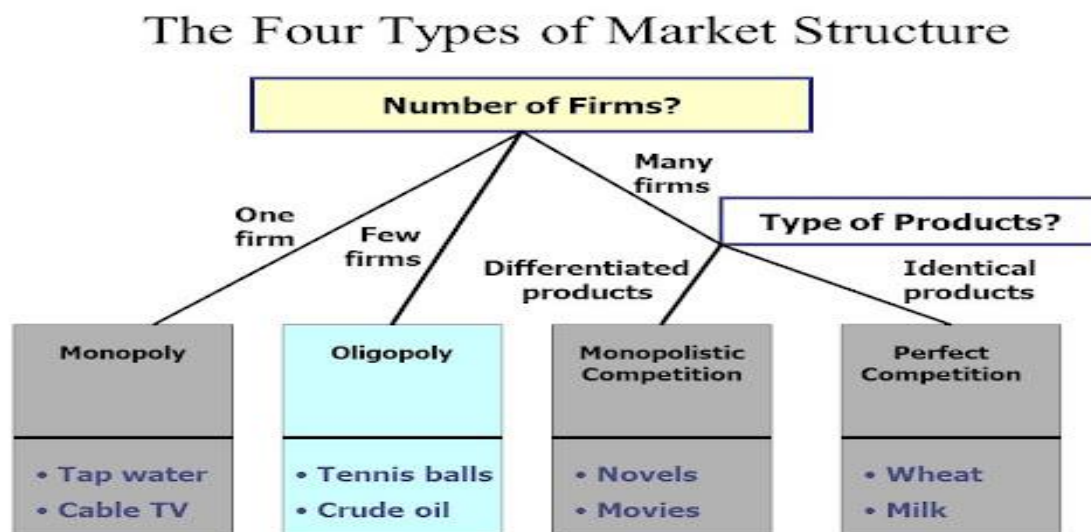 The Four Types of Market Structure
Number of Firms?
Many
firms
One
firm
Few
firms
Type of Products?
Differentiated
products
Identical
products
Monopoly
Oligopoly
Monopolistic
Competition
Perfect
Competition
• Tap water
• Cable TV
• Tennis balls
• Crude oil
• Novels
• Movies
• Wheat
• Milk